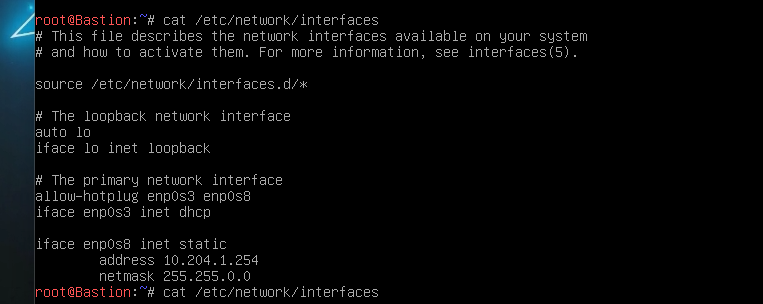 root@Bastion:~# cat /etc/network/interfaces
# This file describes the network interfaces available on your system
# and how to activate them. For more information, see interfaces(5).
source /etc/network/interfaces.d/*
# The loopback network interface
auto lo
iface lo inet loopback
# The primary network interface
allow-hotplug enp0s3 enp0s8
iface enp0s3 inet dhcp
iface enp0s8 inet static
address 10.204.1.254
netmask 255.255.0.0
root@Bastion:~# cat /etc/network/interfaces